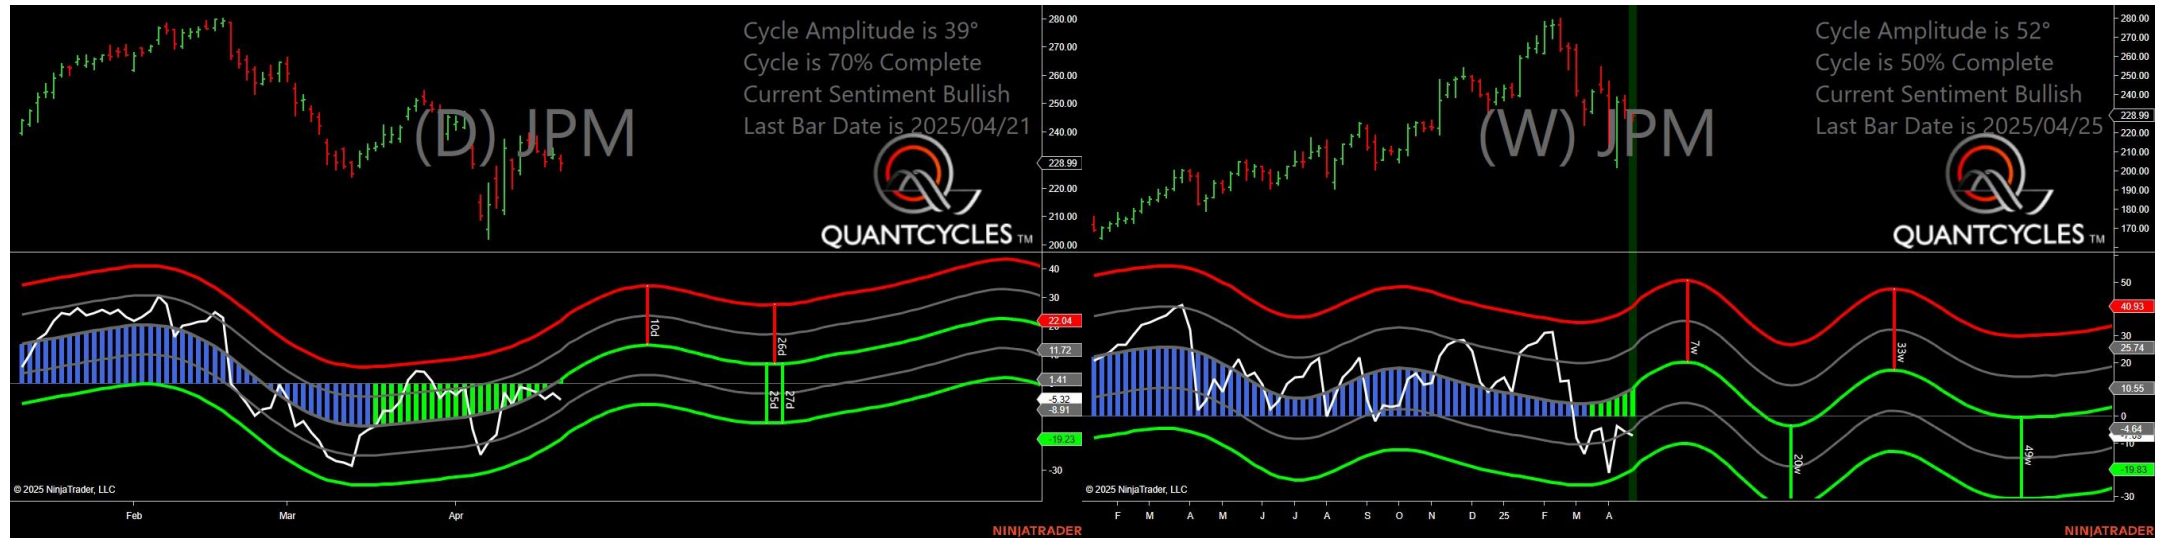 Cycle Amplitude is 39°
Cycle is 70% Complete
Current Sentiment Bullish
Last Bar Date is 2025/04/21
(D) JPM
QUANTCYCLES TM
280.00
270.00
260.00
250.00
240.00
228.99
220.00
210.00
200.00
40
30
22.04
11.72
1.41
-5.32
-8.91
-19.23
-30
10d
26d
25d
27d
© 2025 NinjaTrader, LLC
Feb Mar Apr
NINJATRADER
Cycle Amplitude is 52°
Cycle is 50% Complete
Current Sentiment Bullish
Last Bar Date is 2025/04/25
(W) JPM
QUANTCYCLES TM
280.00
270.00
260.00
250.00
240.00
228.99
220.00
210.00
200.00
190.00
180.00
170.00
50
40.93
30
25.74
20
10.55
0
-4.64
-10
-19.83
-30
7w
33w
20w
49w
© 2025 NinjaTrader, LLC
F M A M J J A S O N D 25 F M A
NINJATRADER